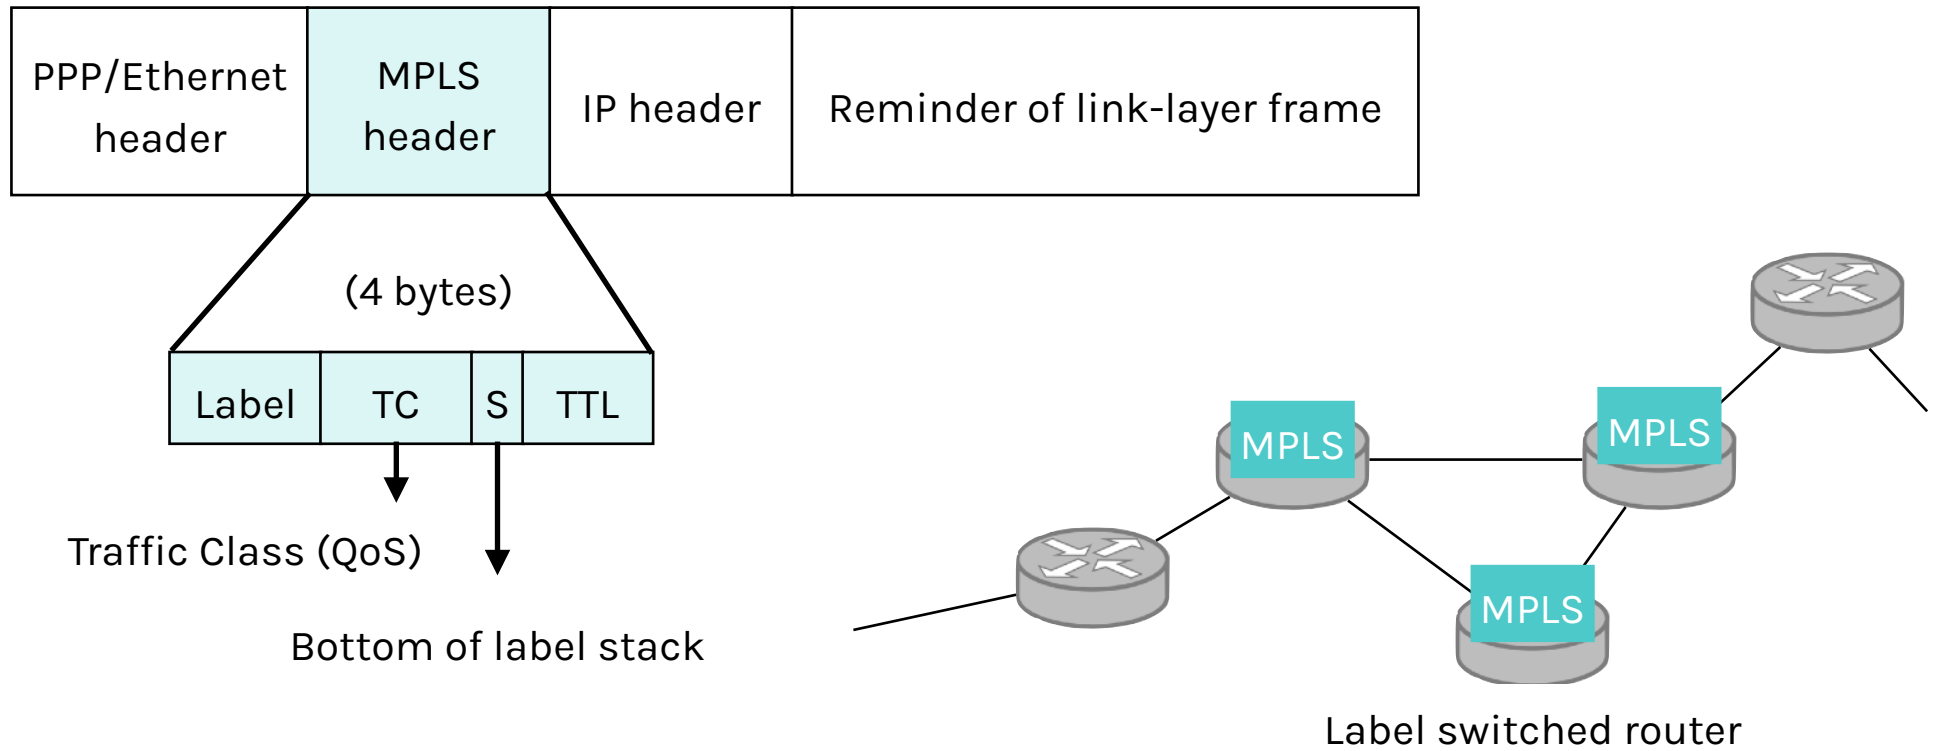 PPP/Ethernet
header
MPLS
header
IP header
Reminder of link-layer frame
(4 bytes)
Label
TC
S
TTL
Traffic Class (QoS)
Bottom of label stack
MPLS
MPLS
MPLS
Label switched router